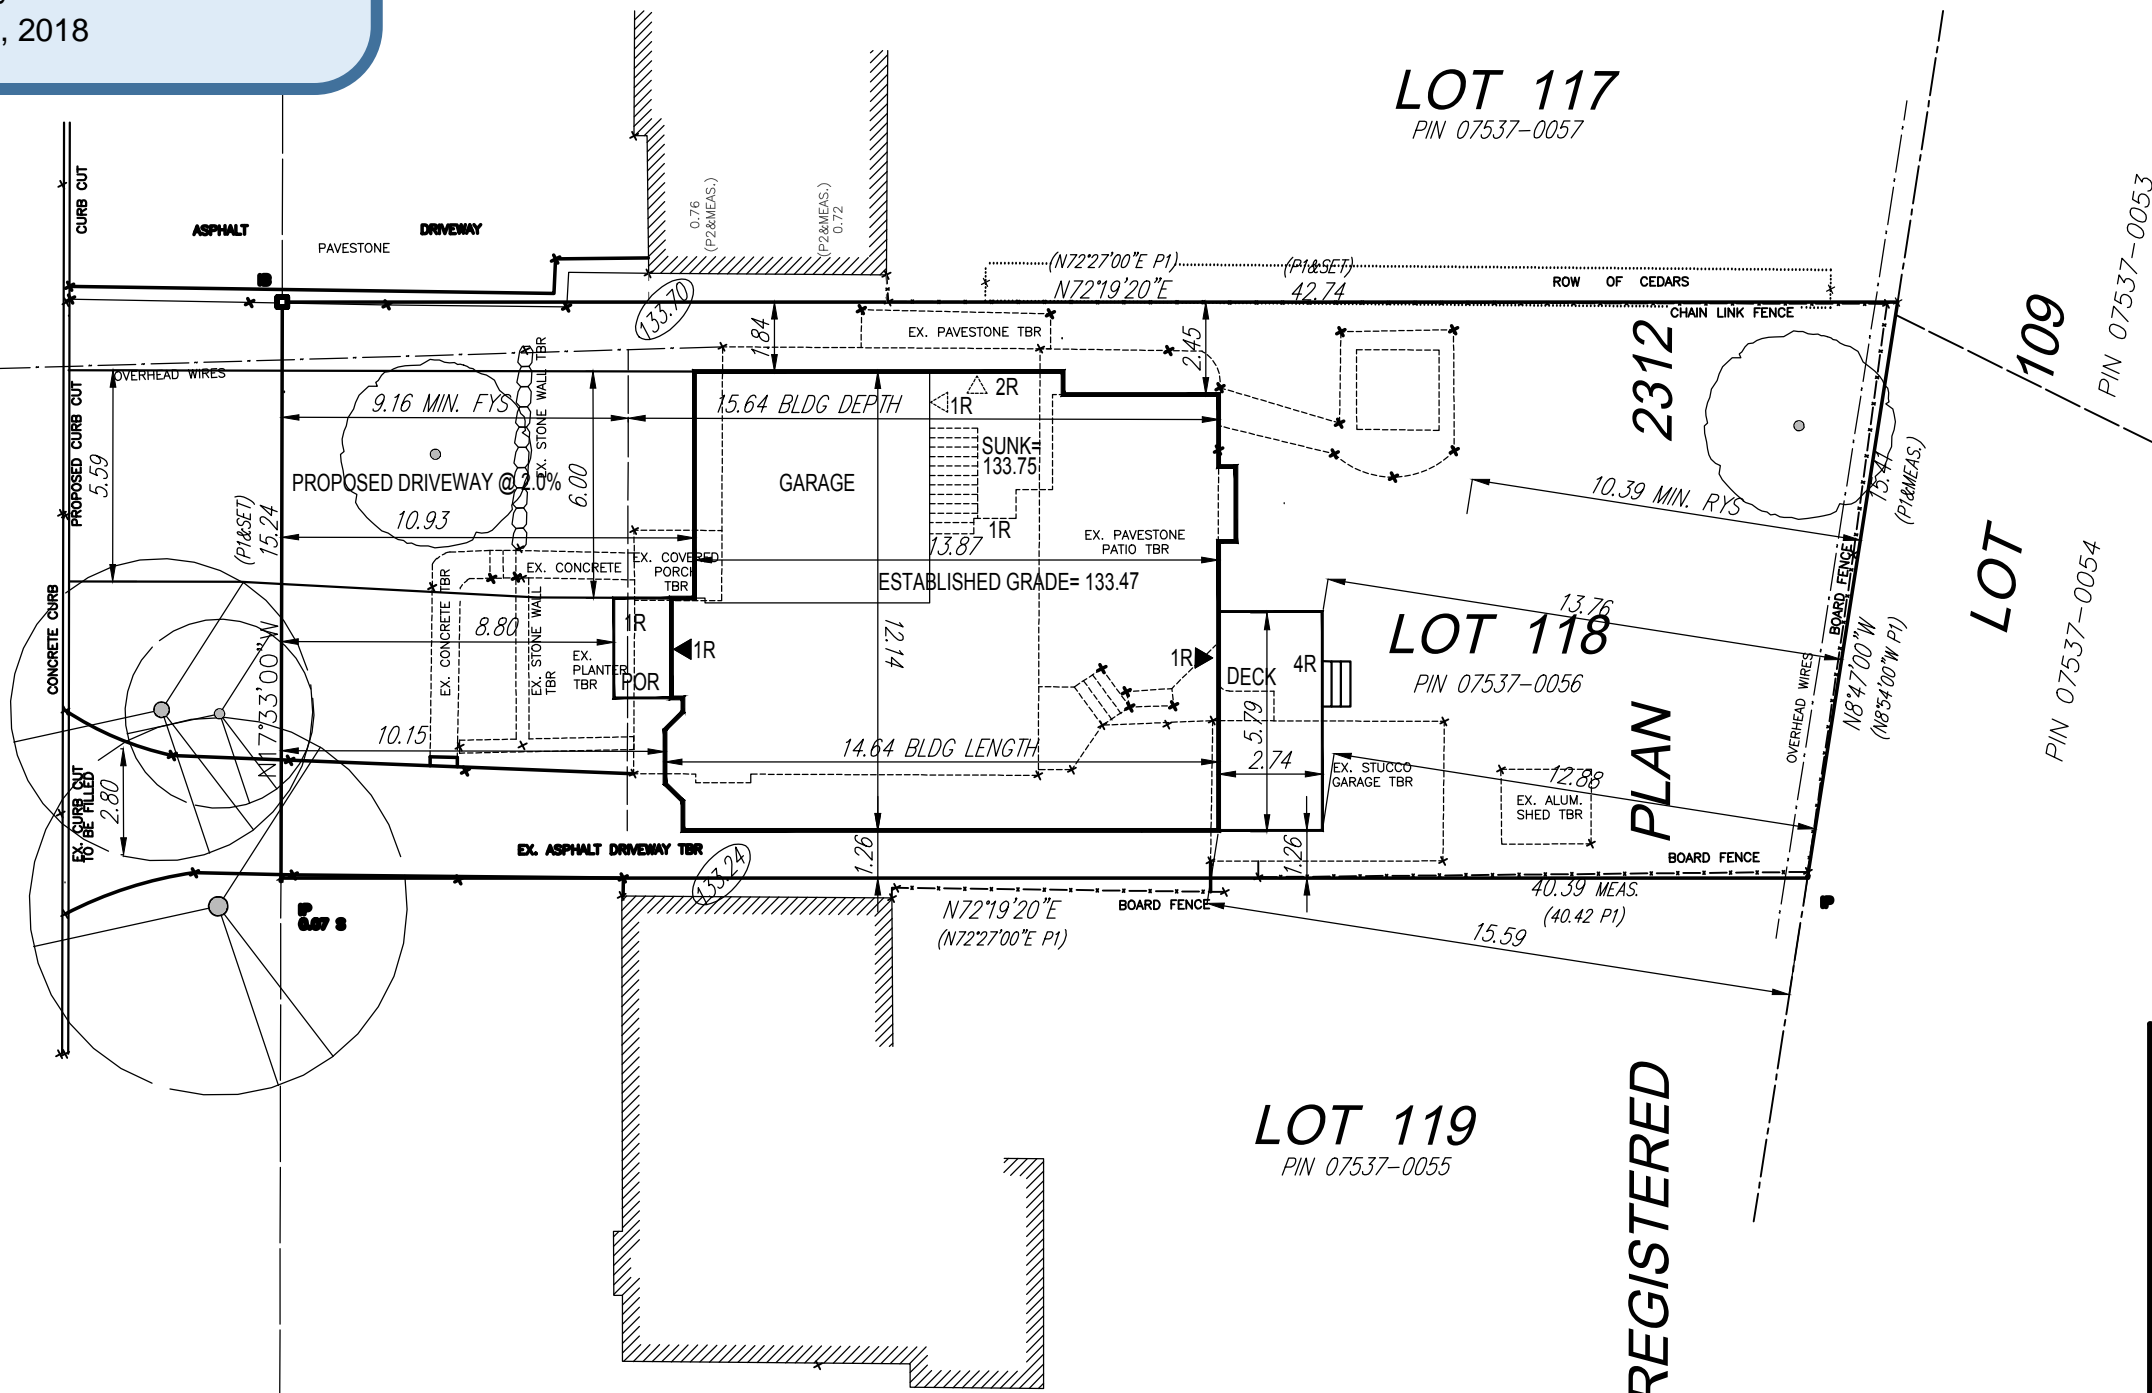 , 2018
LOT 117
PIN 07537-0057
CURB CUT
ASPHALT
DRIVEWAY
PAVESTONE
0.76
(P2&MEAS.)
(P2&MEAS.)
0.72
IB
(N72°27'00"E P1)
N72°19'20"E
(P1&SET)
42.74
ROW OF CEDARS
CHAIN LINK FENCE
133.70
1.84
EX. PAVESTONE TBR
2.45
2312
109
PIN 07537-0053
OVERHEAD WIRES
PROPOSED CURB CUT
5.59
9.16 MIN. FYS
EX. STONE WALL TBR
15.64 BLDG DEPTH
2R
1R
SUNK=
133.75
GARAGE
PROPOSED DRIVEWAY @ 2.0%
6.00
10.93
(P1&SET)
15.24
1R
13.87
EX. PAVESTONE
PATIO TBR
10.39 MIN. RYS
15.41
(P1&MEAS.)
EX. COVERED
PORCH
TBR
EX. CONCRETE
ESTABLISHED GRADE= 133.47
BOARD FENCE
LOT
PIN 07537-0054
CONCRETE CURB
N17°33'00"W
EX. CONCRETE TBR
8.80
EX. STONE WALL
TBR
EX.
PLANTER
TBR
1R
POR
1R
12.14
1R
DECK
4R
13.76
LOT 118
PIN 07537-0056
OVERHEAD WIRES
N8°47'00"W
(N8°54'00"W P1)
10.15
14.64 BLDG LENGTH
5.79
2.74
EX. STUCCO
GARAGE TBR
12.88
EX. ALUM.
SHED TBR
PLAN
EX. CURB CUT
TO BE FILLED
2.80
EX. ASPHALT DRIVEWAY TBR
133.24
1.26
1.26
BOARD FENCE
40.39 MEAS.
(40.42 P1)
IP
IP
0.07 S
N72°19'20"E
(N72°27'00"E P1)
BOARD FENCE
15.59
LOT 119
PIN 07537-0055
REGISTERED